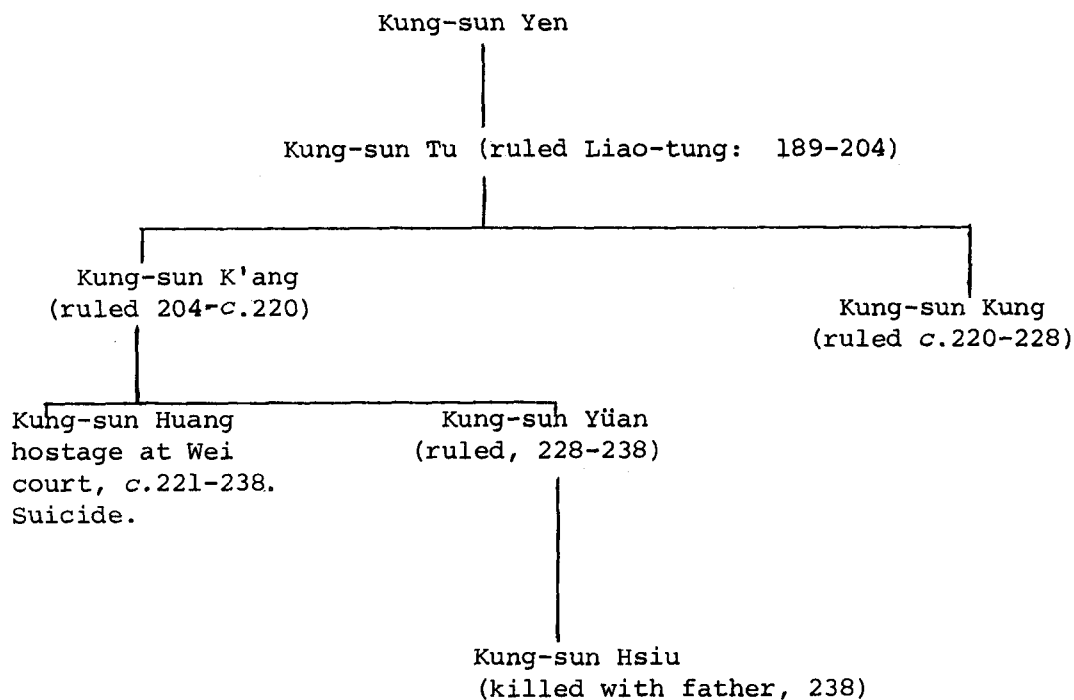 Kung-sun Yen
Kung-sun Tu (ruled Liao-tung: 189-204)
Kung-sun K'ang
(ruled 204-c.220)
Kung-sun Kung
(ruled c.220-228)
Kung-sun Huang
hostage at Wei
court, c.221-238.
Suicide.
Kung-sun Yüan
(ruled, 228-238)
Kung-sun Hsiu
(killed with father, 238)